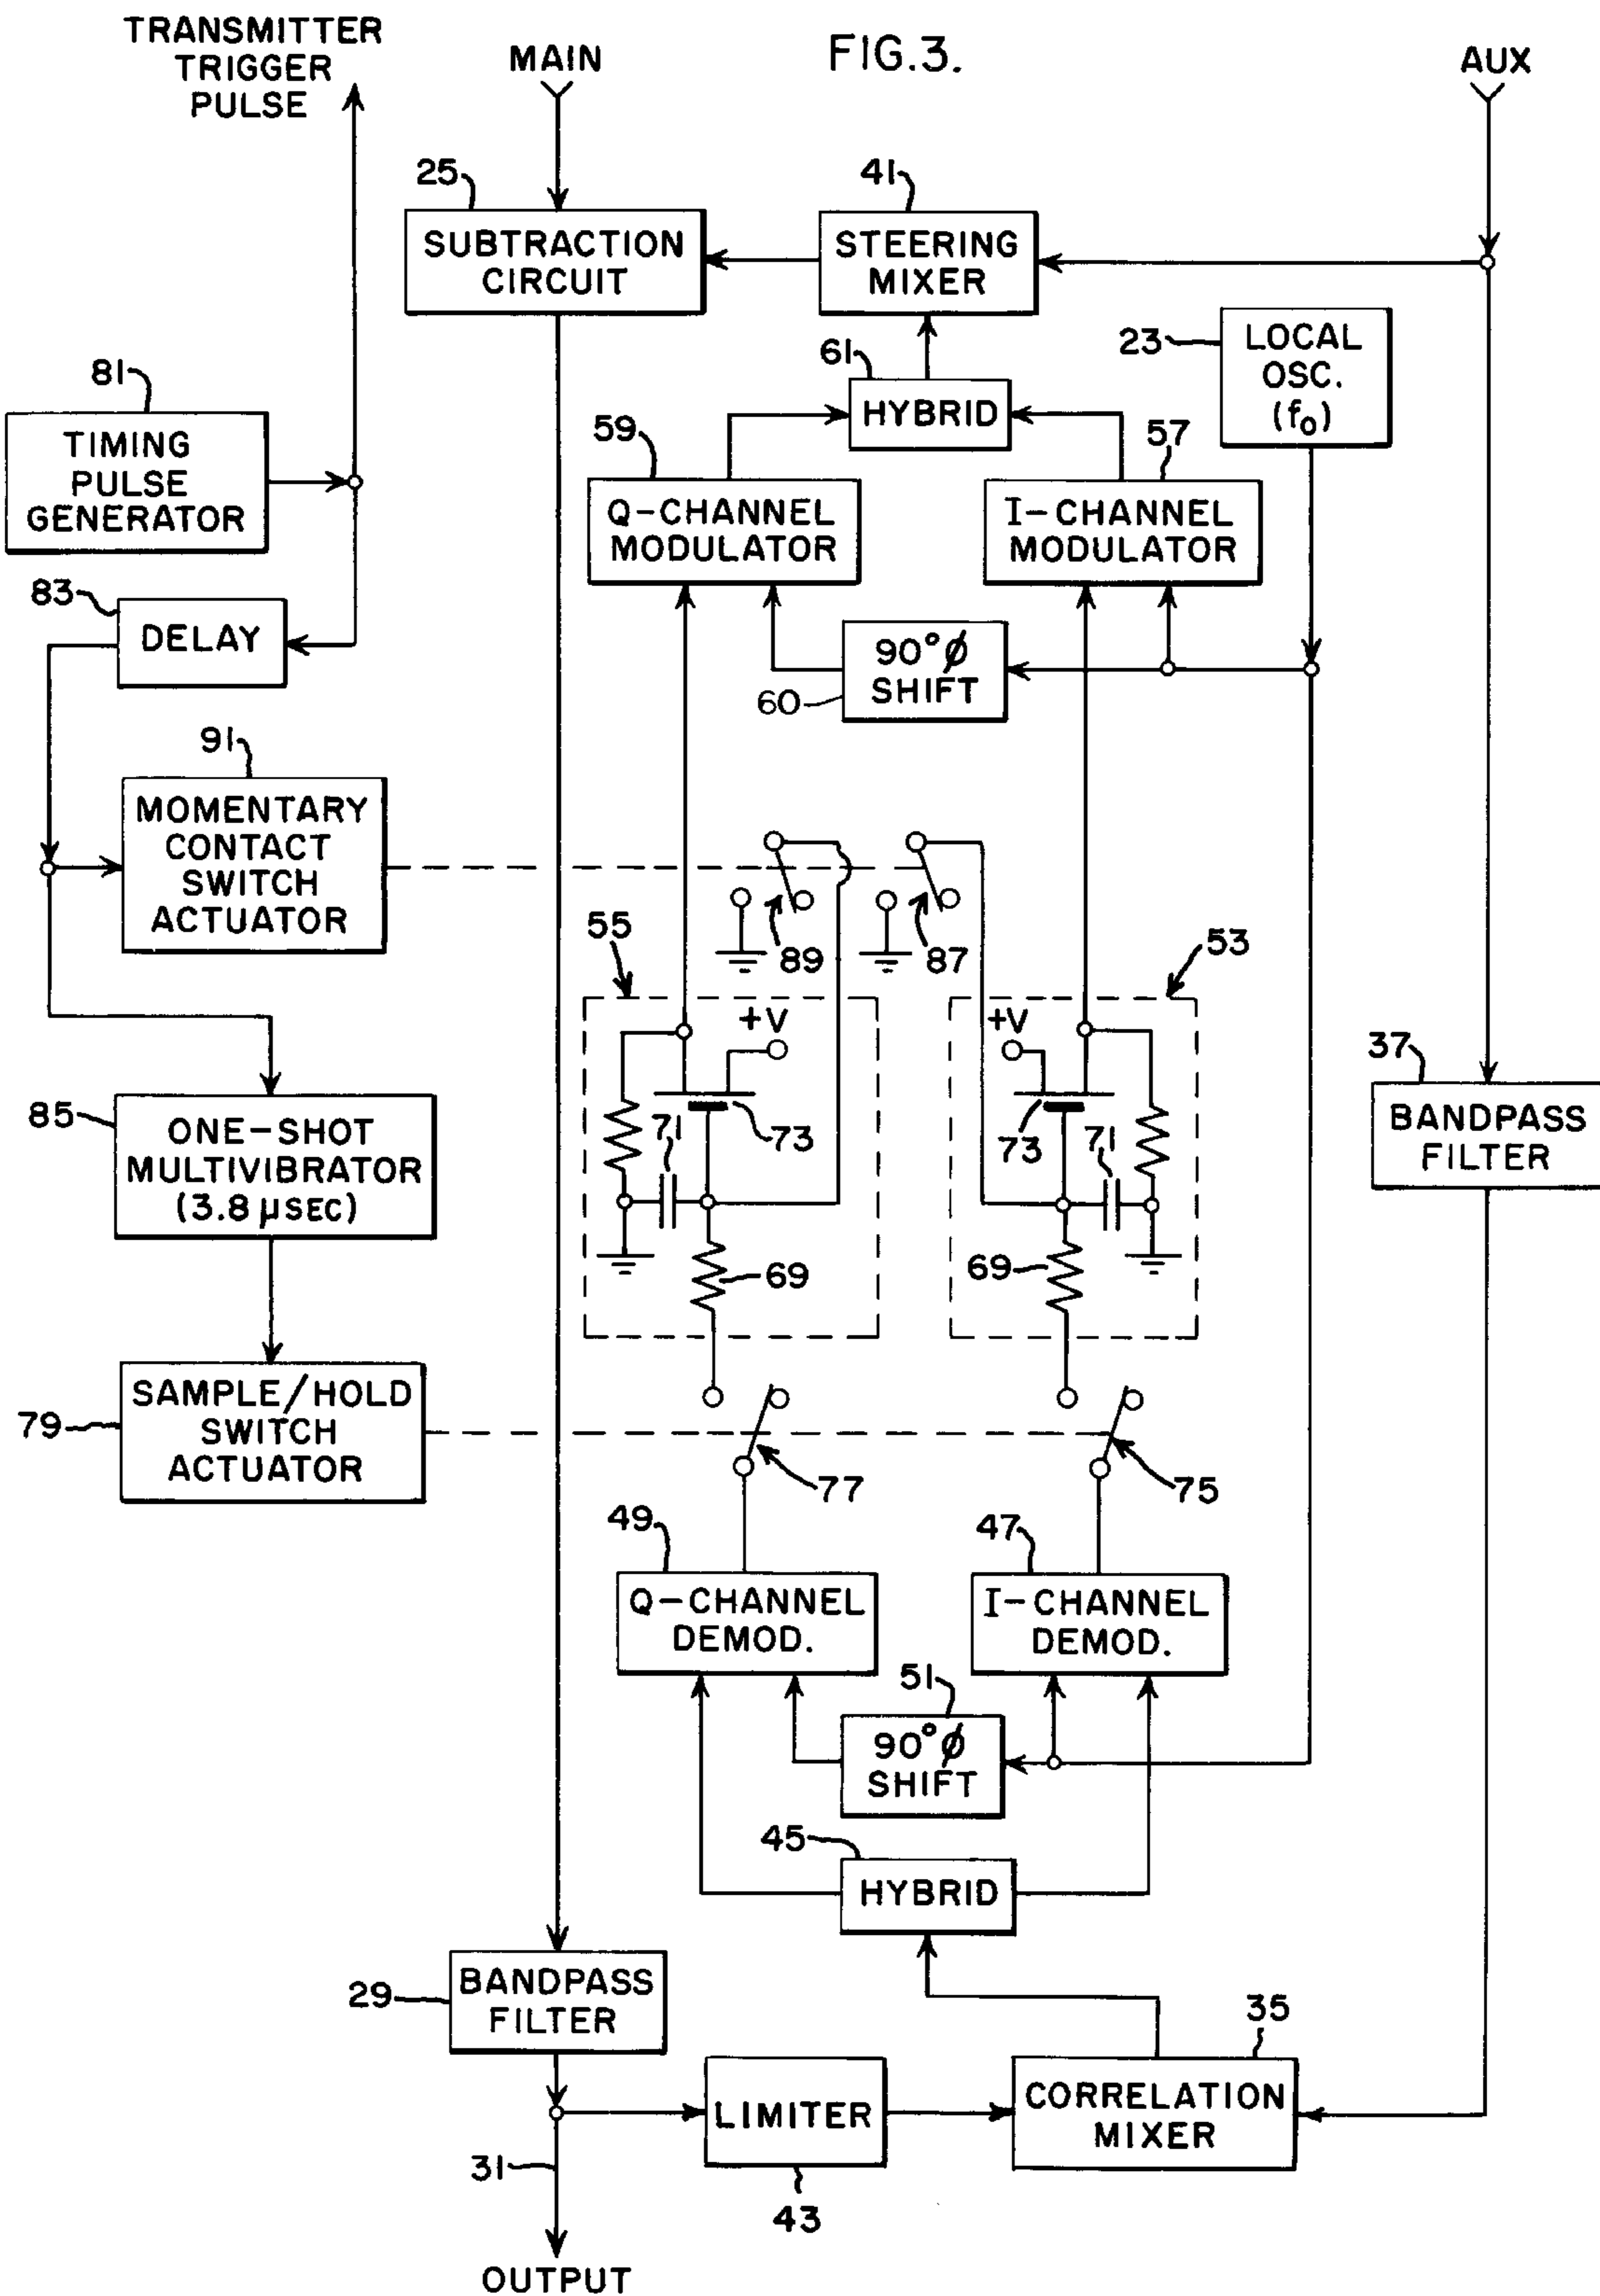 TRANSMITTER
TRIGGER
PULSE
MAIN
FIG.3.
AUX
25
SUBTRACTION
CIRCUIT
41
STEERING
MIXER
23
LOCAL
OSC.
(fo)
61
HYBRID
81
TIMING
PULSE
GENERATOR
59
Q-CHANNEL
MODULATOR
57
I-CHANNEL
MODULATOR
83
DELAY
90°φ
SHIFT
60
91
MOMENTARY
CONTACT
SWITCH
ACTUATOR
89
87
55
53
+V
+V
37
BANDPASS
FILTER
85
ONE-SHOT
MULTIVIBRATOR
(3.8 μSEC)
71
73
73
71
69
69
79
SAMPLE/HOLD
SWITCH
ACTUATOR
77
75
49
Q-CHANNEL
DEMOD.
47
I-CHANNEL
DEMOD.
51
90°φ
SHIFT
45
HYBRID
29
BANDPASS
FILTER
35
CORRELATION
MIXER
LIMITER
43
31
OUTPUT